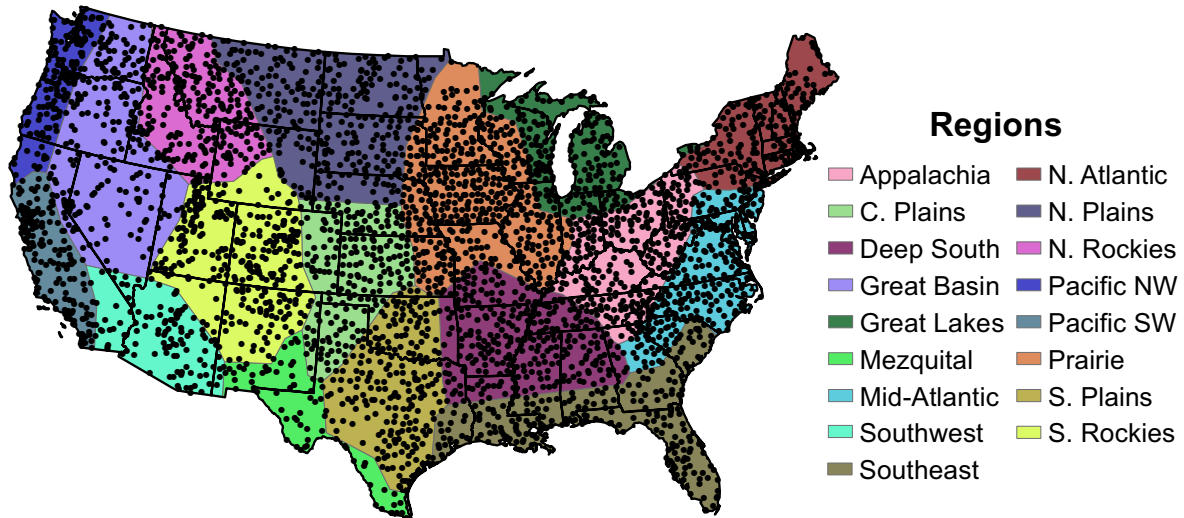 Regions
Appalachia
C. Plains
Deep South
Great Basin
Great Lakes
Mezquital
Mid-Atlantic
Southwest
Southeast
N. Atlantic
N. Plains
N. Rockies
Pacific NW
Pacific SW
Prairie
S. Plains
S. Rockies